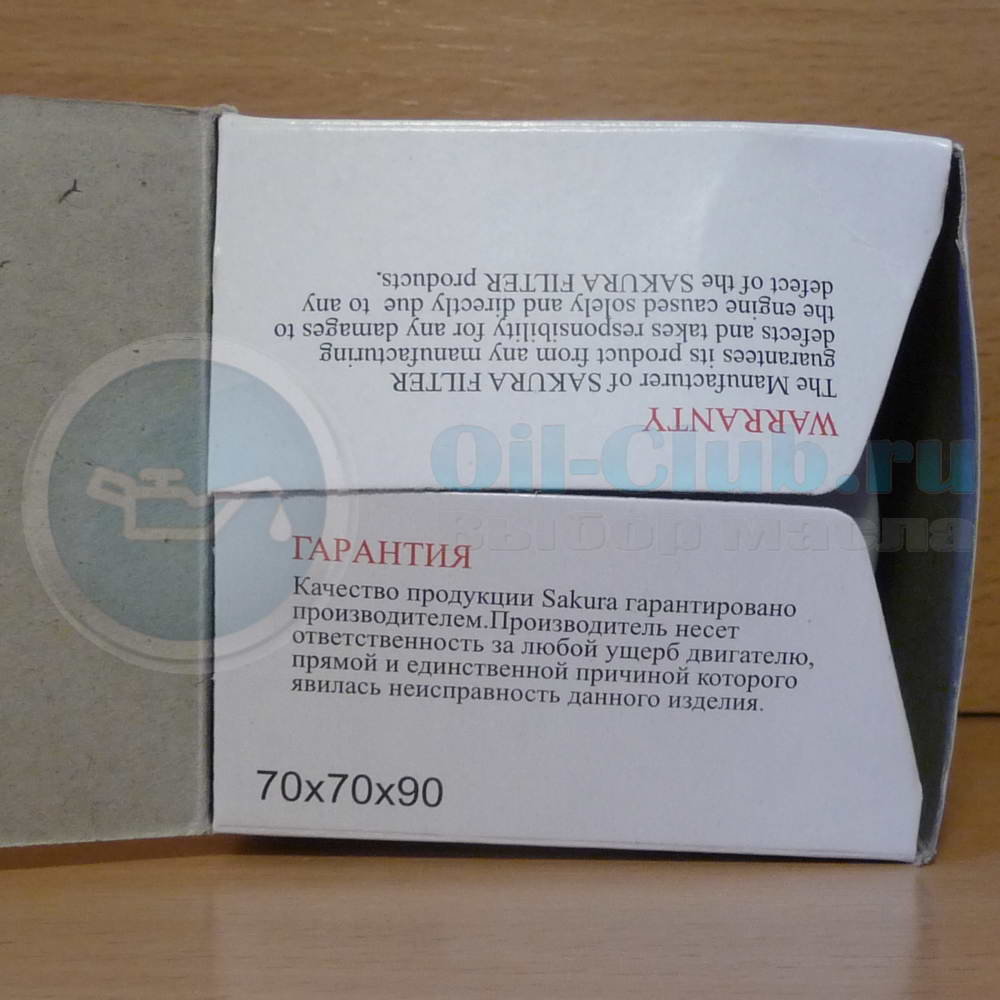 WARRANTY
The Manufacturer of SAKURA FILTER
guarantees its product from any manufacturing
defects and takes responsibility for any damages to
the engine caused solely and directly due to any
defect of the SAKURA FILTER products.
Oil-Club.ru
выбор масла
ГАРАНТИЯ
Качество продукции Sakura гарантировано
производителем.Производитель несет
ответственность за любой ущерб двигателю,
прямой и единственной причиной которого
явилась неисправность данного изделия.
70x70x90